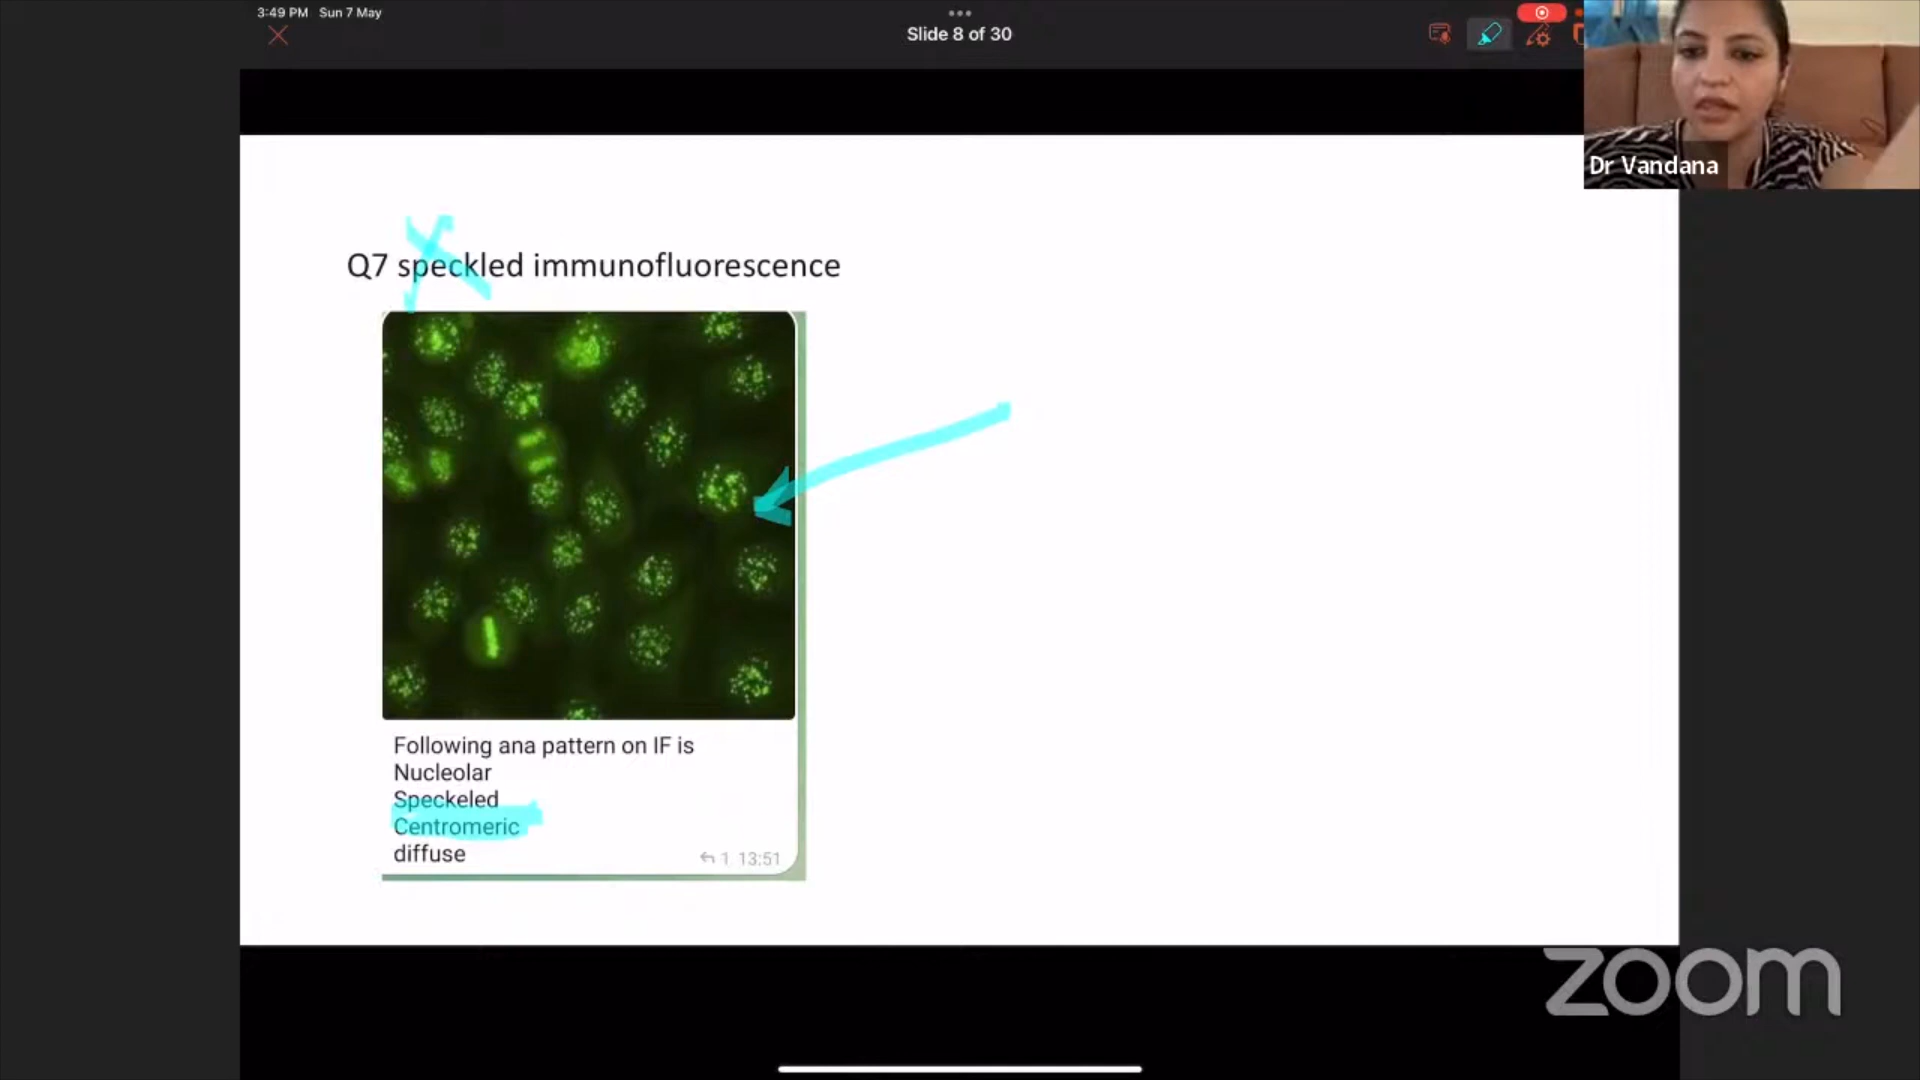 3:49 PM Sun 7 May
Slide 8 of 30
Dr Vandana
Q7 speckled immunofluorescence
Following ana pattern on IF is
Nucleolar
Speckeled
Centromeric
diffuse
1 13:51
zoom